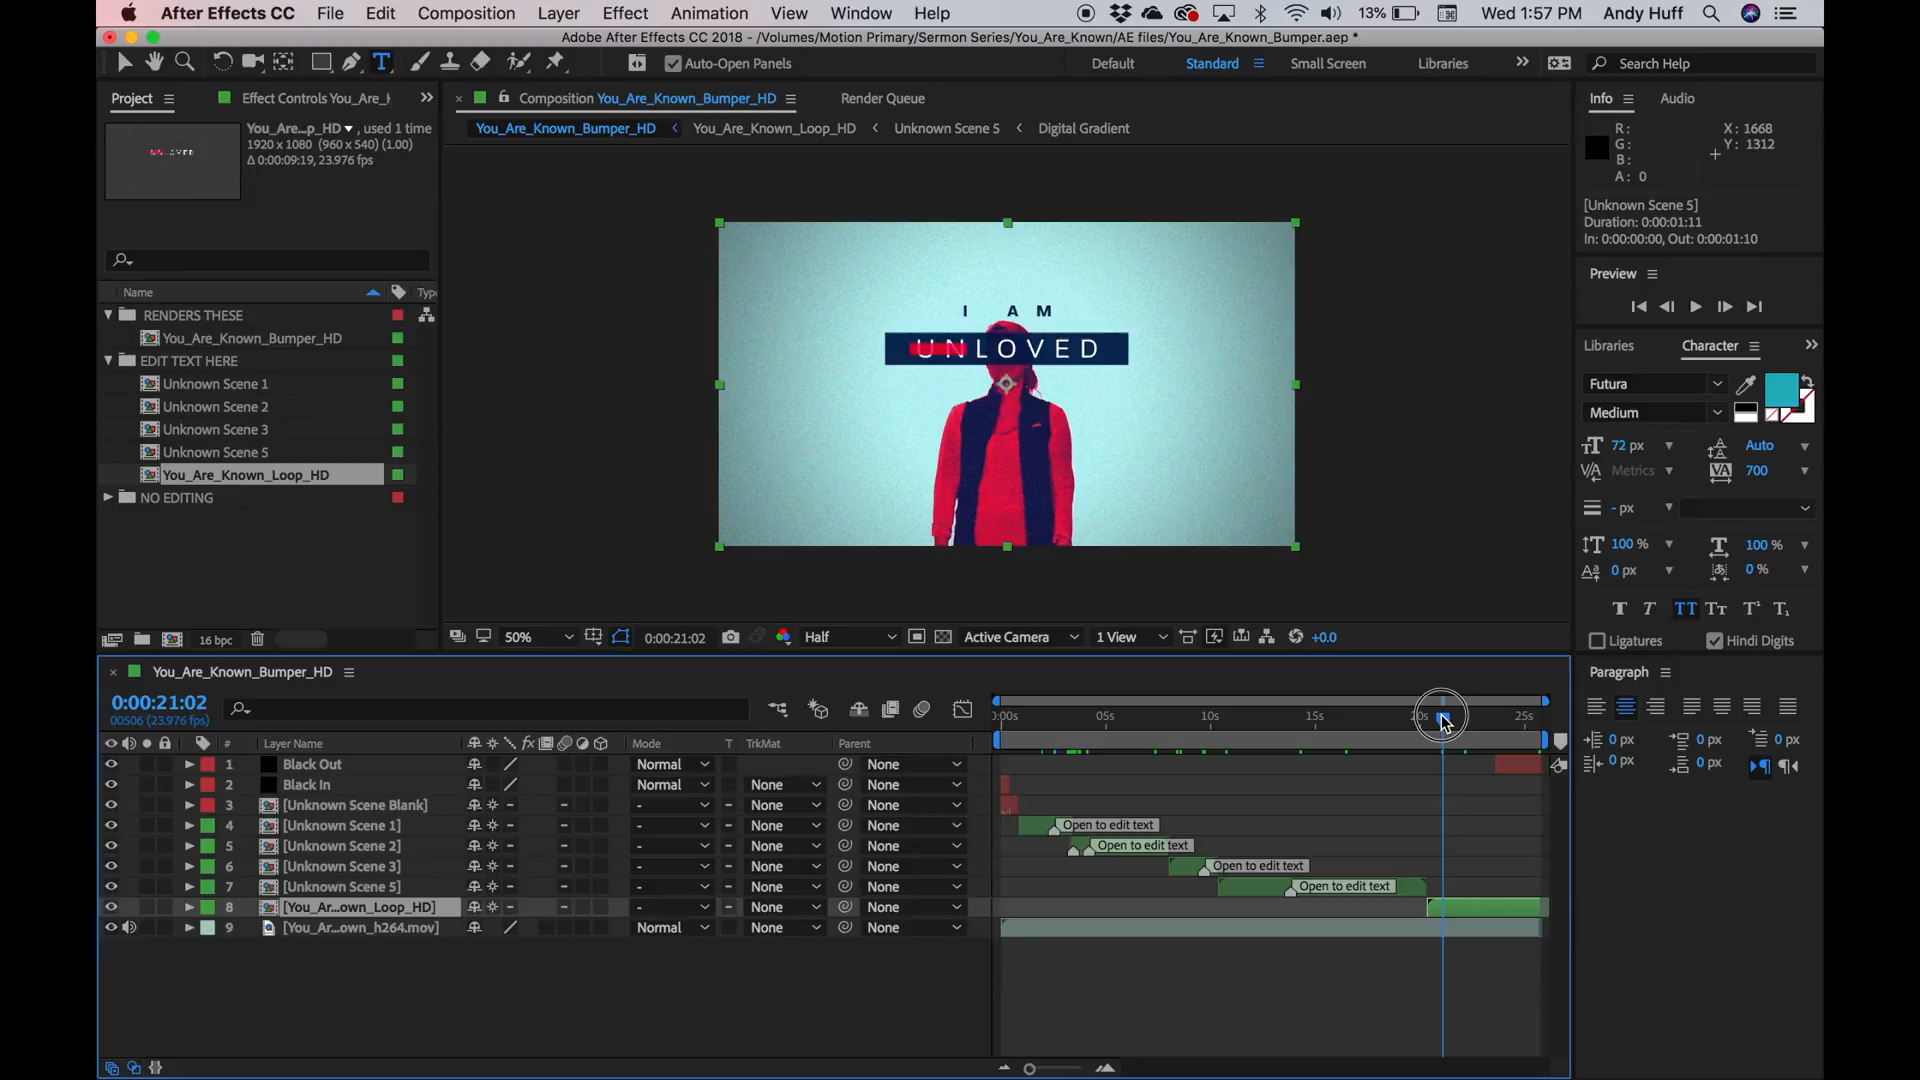 After Effects CC File Edit Composition Layer Effect Animation View Window Help 13% Wed 1:57 PM Andy Huff
Adobe After Effects CC 2018 - /Volumes/Motion Primary/Sermon Series/You_Are_Known/AE files/You_Are_Known_Bumper.aep *
Auto-Open Panels Default Standard Small Screen Libraries Search Help
Project Effect Controls You_Are_
Composition You_Are_Known_Bumper_HD Render Queue
Info Audio
You_Are...p_HD , used 1 time
1920 x 1080 (960 x 540) (1.00)
Δ 0:00:09:19, 23.976 fps
You_Are_Known_Bumper_HD You_Are_Known_Loop_HD Unknown Scene 5 Digital Gradient
R: X: 1668
G: Y: 1312
B:
A: 0
[Unknown Scene 5]
Duration: 0:00:01:11
In: 0:00:00:00, Out: 0:00:01:10
Preview
Name Typ
RENDERS THESE
You_Are_Known_Bumper_HD
EDIT TEXT HERE
Unknown Scene 1
Unknown Scene 2
Unknown Scene 3
Unknown Scene 5
You_Are_Known_Loop_HD
NO EDITING
I AM
UNLOVED
Libraries Character
Futura
Medium
72 px Auto
Metrics 700
- px
100 % 100 %
0 px 0 %
Ligatures Hindi Digits
16 bpc
50% 0:00:21:02 Half Active Camera 1 View +0.0
Paragraph
0 px 0 px 0 px
0 px 0 px
You_Are_Known_Bumper_HD
0:00:21:02
00506 (23.976 fps)
:00s 05s 10s 15s 20s 25s
# Layer Name Mode T TrkMat Parent
1 Black Out Normal None
2 Black In Normal None None
3 [Unknown Scene Blank] - None None
4 [Unknown Scene 1] - None None Open to edit text
5 [Unknown Scene 2] - None None Open to edit text
6 [Unknown Scene 3] - None None Open to edit text
7 [Unknown Scene 5] - None None Open to edit text
8 [You_Ar...own_Loop_HD] - None None
9 [You_Ar...own_h264.mov] Normal None None